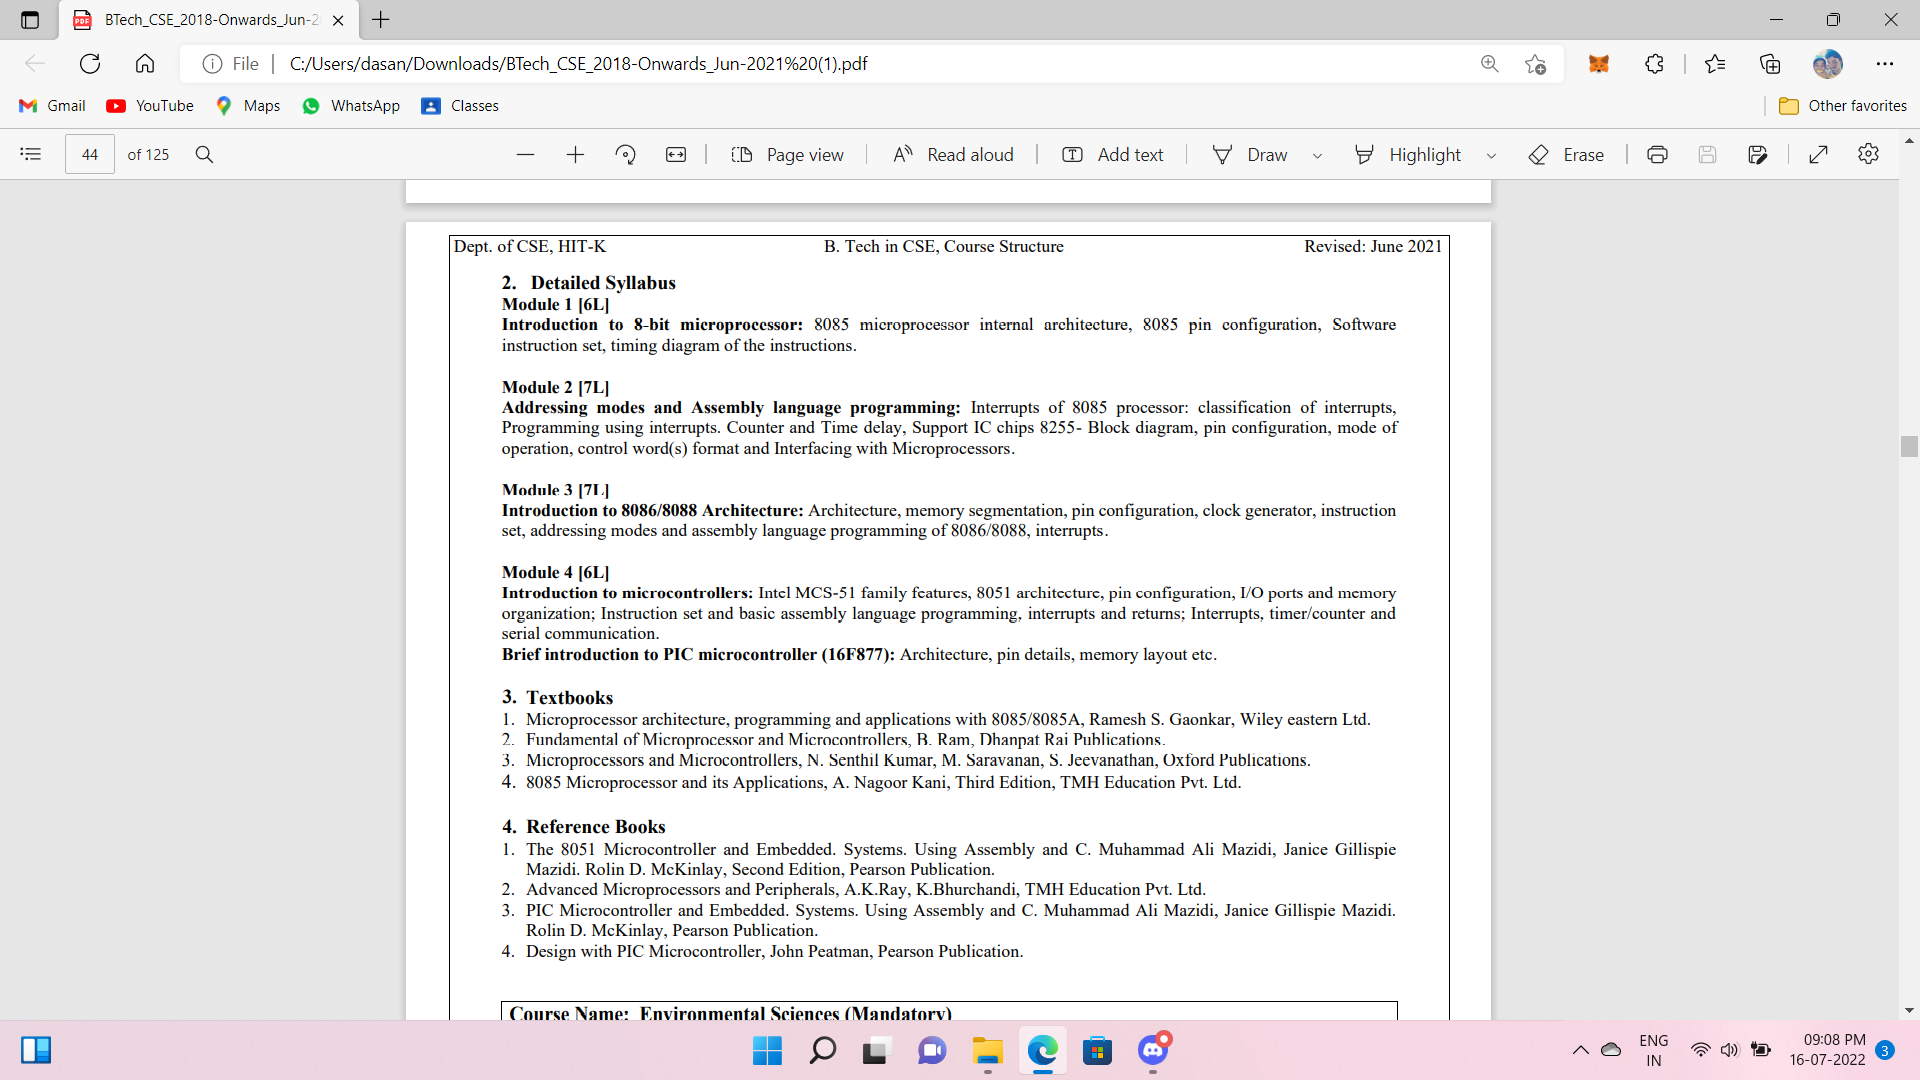 BTech_CSE_2018-Onwards_Jun-2
File
C:/Users/dasan/Downloads/BTech_CSE_2018-Onwards_Jun-2021%20(1).pdf
Gmail YouTube Maps WhatsApp Classes Other favorites
44 of 125 Page view Read aloud Add text Draw Highlight Erase
Dept. of CSE, HIT-K B. Tech in CSE, Course Structure Revised: June 2021
2. Detailed Syllabus
Module 1 [6L]
Introduction to 8-bit microprocessor: 8085 microprocessor internal architecture, 8085 pin configuration, Software
instruction set, timing diagram of the instructions.
Module 2 [7L]
Addressing modes and Assembly language programming: Interrupts of 8085 processor: classification of interrupts,
Programming using interrupts. Counter and Time delay, Support IC chips 8255- Block diagram, pin configuration, mode of
operation, control word(s) format and Interfacing with Microprocessors.
Module 3 [7L]
Introduction to 8086/8088 Architecture: Architecture, memory segmentation, pin configuration, clock generator, instruction
set, addressing modes and assembly language programming of 8086/8088, interrupts.
Module 4 [6L]
Introduction to microcontrollers: Intel MCS-51 family features, 8051 architecture, pin configuration, I/O ports and memory
organization; Instruction set and basic assembly language programming, interrupts and returns; Interrupts, timer/counter and
serial communication.
Brief introduction to PIC microcontroller (16F877): Architecture, pin details, memory layout etc.
3. Textbooks
1. Microprocessor architecture, programming and applications with 8085/8085A, Ramesh S. Gaonkar, Wiley eastern Ltd.
2. Fundamental of Microprocessor and Microcontrollers, B. Ram, Dhanpat Rai Publications.
3. Microprocessors and Microcontrollers, N. Senthil Kumar, M. Saravanan, S. Jeevanathan, Oxford Publications.
4. 8085 Microprocessor and its Applications, A. Nagoor Kani, Third Edition, TMH Education Pvt. Ltd.
4. Reference Books
1. The 8051 Microcontroller and Embedded. Systems. Using Assembly and C. Muhammad Ali Mazidi, Janice Gillispie
Mazidi. Rolin D. McKinlay, Second Edition, Pearson Publication.
2. Advanced Microprocessors and Peripherals, A.K.Ray, K.Bhurchandi, TMH Education Pvt. Ltd.
3. PIC Microcontroller and Embedded. Systems. Using Assembly and C. Muhammad Ali Mazidi, Janice Gillispie Mazidi.
Rolin D. McKinlay, Pearson Publication.
4. Design with PIC Microcontroller, John Peatman, Pearson Publication.
Course Name: Environmental Sciences (Mandatory)
ENG
IN
09:08 PM
16-07-2022
3